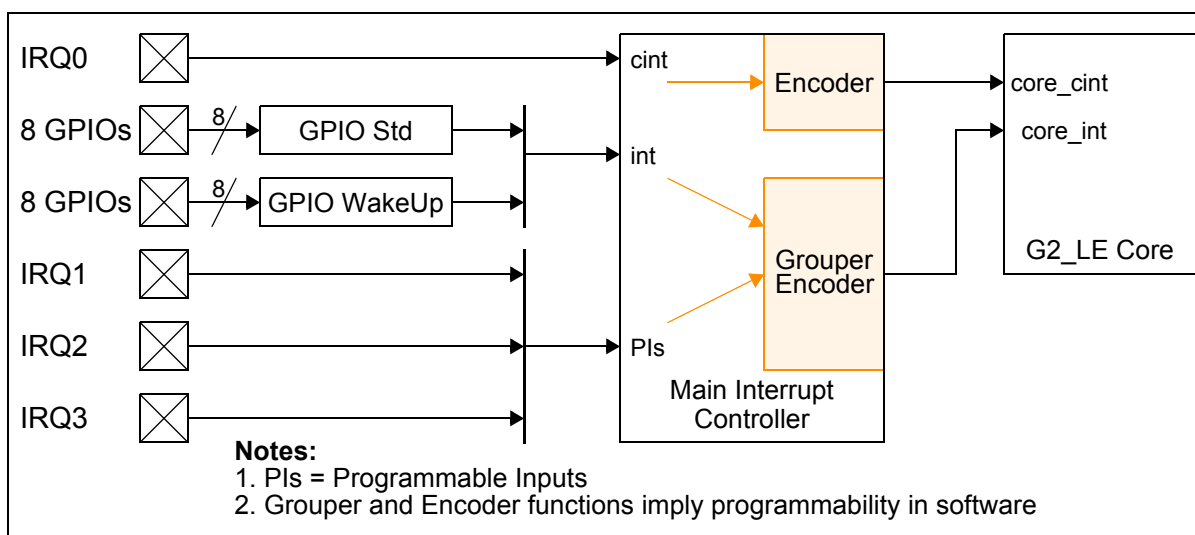 IRQ0
cint
Encoder
core_cint
8 GPIOs
8
GPIO Std
core_int
int
8 GPIOs
8
GPIO WakeUp
Grouper
Encoder
G2_LE Core
IRQ1
IRQ2
PIs
Main Interrupt
Controller
IRQ3
Notes:
1. PIs = Programmable Inputs
2. Grouper and Encoder functions imply programmability in software